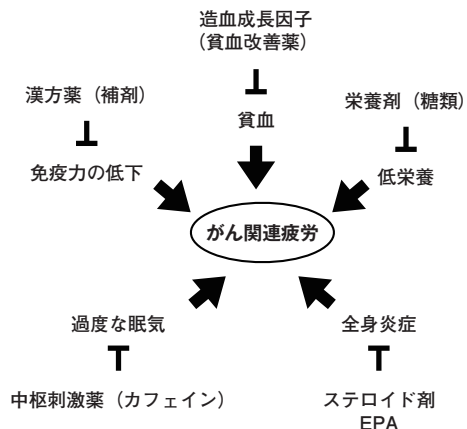 造血成長因子
(貧血改善薬)
漢方薬(補剤)
栄養剤(糖類)
貧血
免疫力の低下
低栄養
がん関連疲労
過度な眠気
全身炎症
中枢刺激薬(カフェイン)
ステロイド剤
EPA